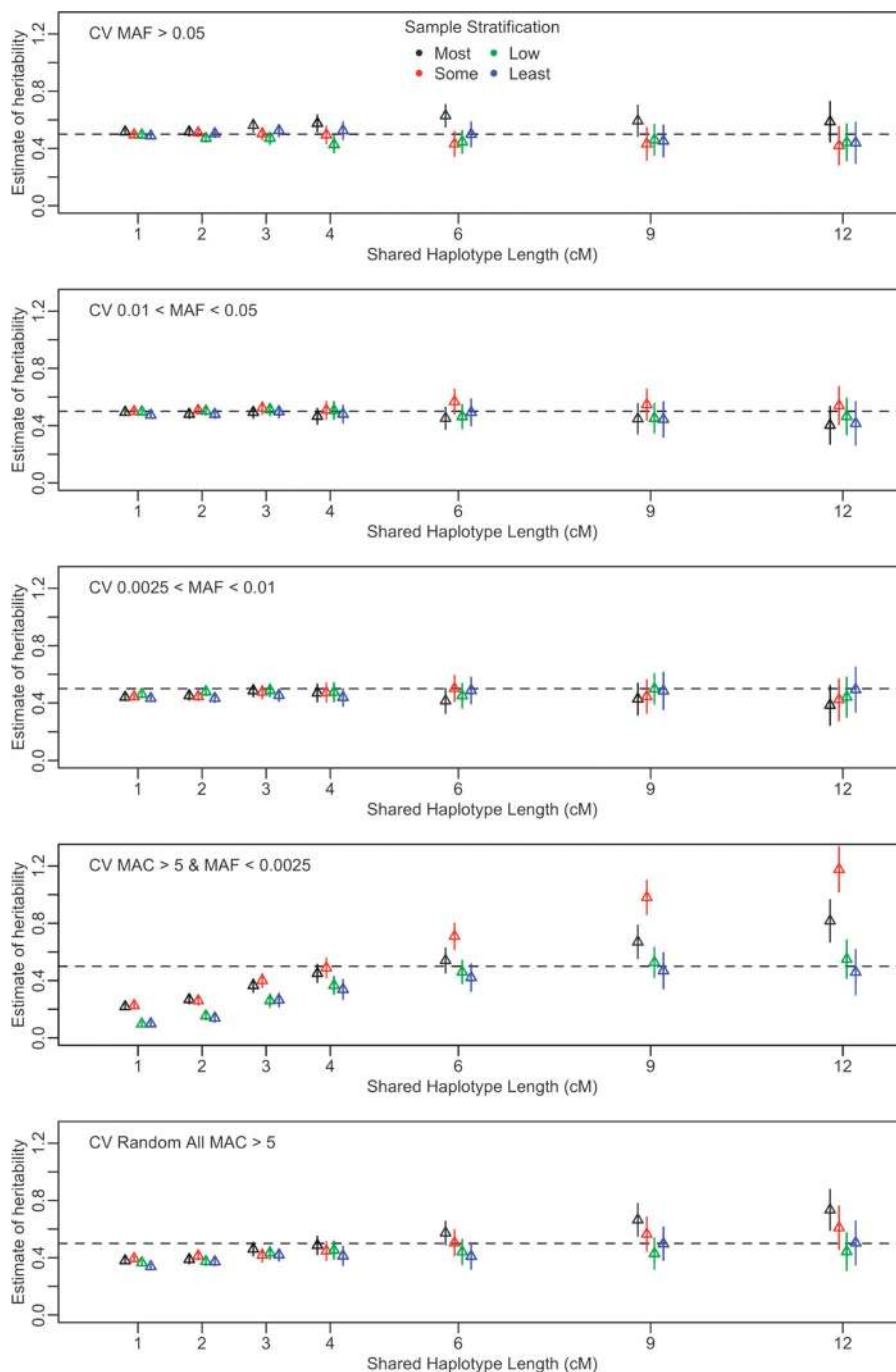 CV MAF > 0.05
Sample Stratification
Most
Low
Some
Least
Estimate of heritability
0.0 0.4 0.8 1.2
1 2 3 4 6 9 12
Shared Haplotype Length (cM)
CV 0.01 < MAF < 0.05
Estimate of heritability
0.0 0.4 0.8 1.2
1 2 3 4 6 9 12
Shared Haplotype Length (cM)
CV 0.0025 < MAF < 0.01
Estimate of heritability
0.0 0.4 0.8 1.2
1 2 3 4 6 9 12
Shared Haplotype Length (cM)
CV MAC > 5 & MAF < 0.0025
Estimate of heritability
0.0 0.4 0.8 1.2
1 2 3 4 6 9 12
Shared Haplotype Length (cM)
CV Random All MAC > 5
Estimate of heritability
0.0 0.4 0.8 1.2
1 2 3 4 6 9 12
Shared Haplotype Length (cM)